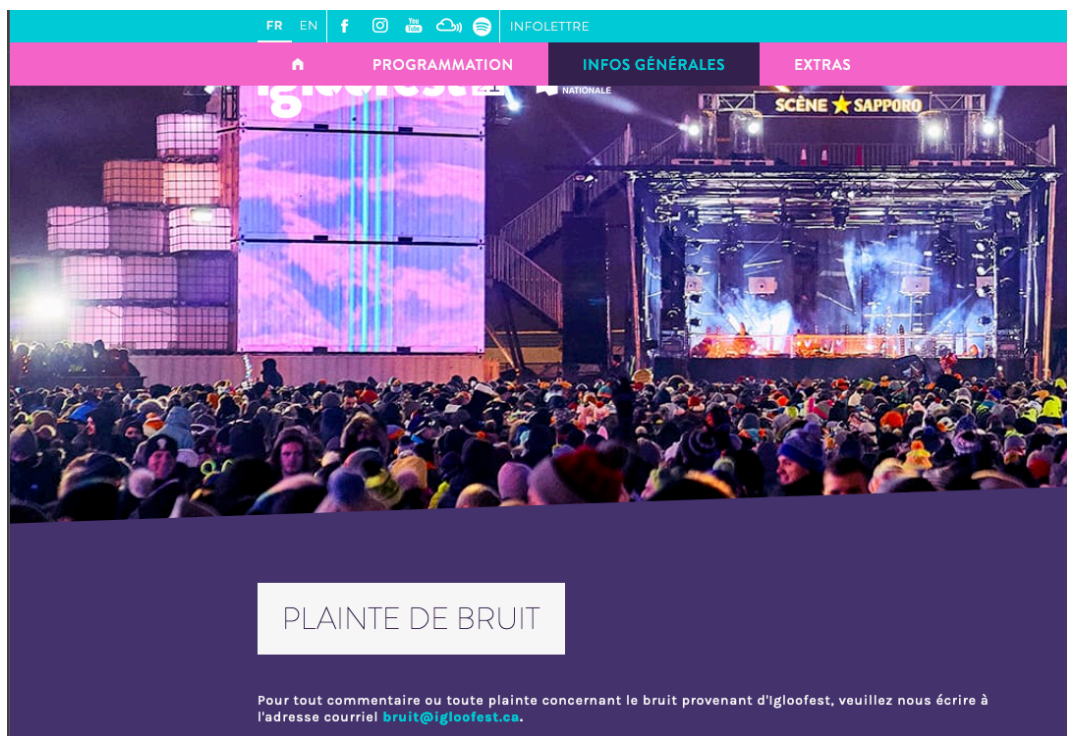 FR EN INFOLETTRE
PROGRAMMATION INFOS GÉNÉRALES EXTRAS
igloofest
NATIONALE
SCÈNE SAPPORO
PLAINTE DE BRUIT
Pour tout commentaire ou toute plainte concernant le bruit provenant d'Igloofest, veuillez nous écrire à
l'adresse courriel bruit@igloofest.ca.